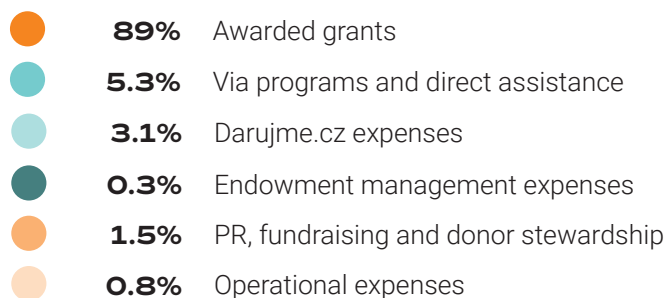 89% Awarded grants
5.3% Via programs and direct assistance
3.1% Darujme.cz expenses
0.3% Endowment management expenses
1.5% PR, fundraising and donor stewardship
0.8% Operational expenses